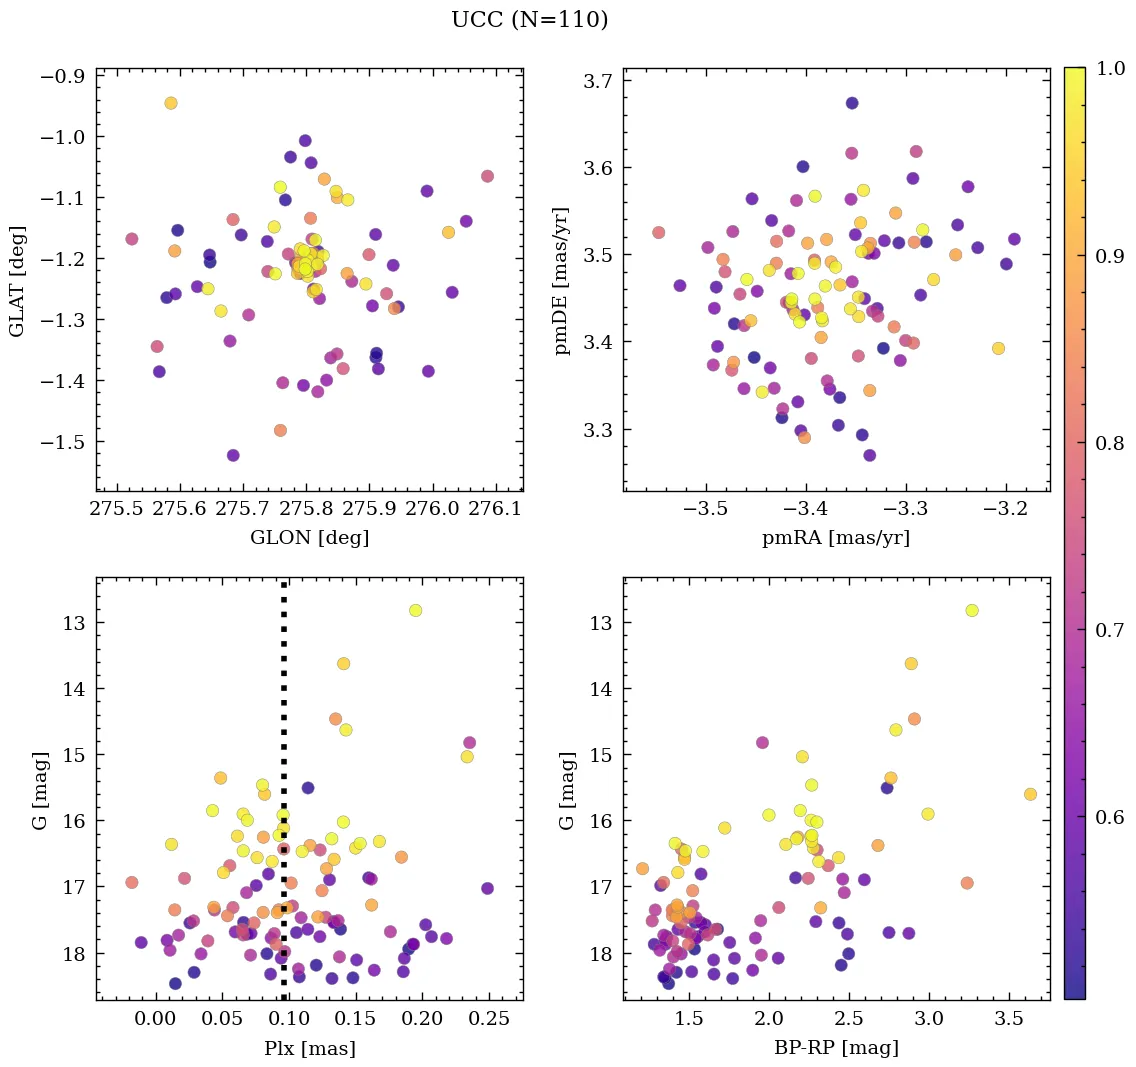 UCC (N=110)
−0.9
−1.0
−1.1
−1.2
−1.3
−1.4
−1.5
GLAT [deg]
275.5 275.6 275.7 275.8 275.9 276.0 276.1
GLON [deg]
3.7
3.6
3.5
3.4
3.3
pmDE [mas/yr]
−3.5 −3.4 −3.3 −3.2
pmRA [mas/yr]
1.0
0.9
0.8
0.7
0.6
13
14
15
16
17
18
G [mag]
0.00 0.05 0.10 0.15 0.20 0.25
Plx [mas]
13
14
15
16
17
18
G [mag]
1.5 2.0 2.5 3.0 3.5
BP-RP [mag]